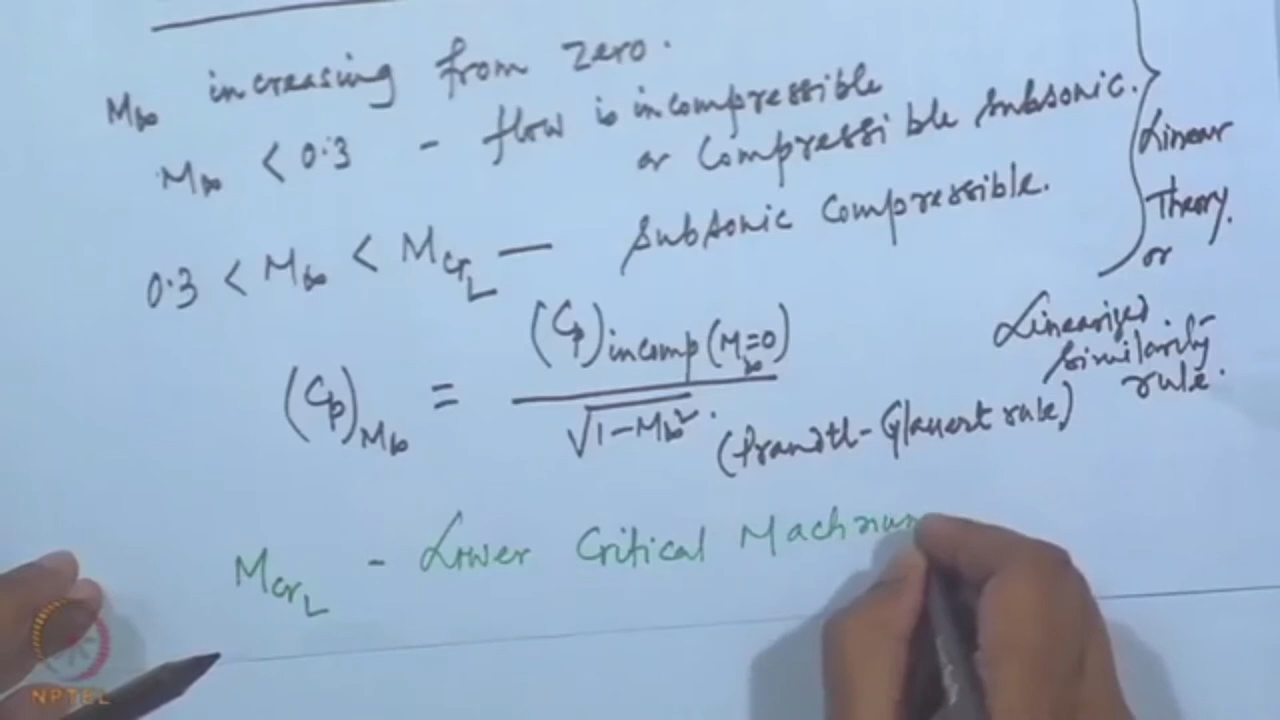 M∞ increasing from zero.
M∞ < 0.3 - flow is incompressible
or compressible subsonic.
0.3 < M∞ < McrL — subsonic compressible.
Linear
Theory.
or
Linearized
similarity
rule.
(Cp)M∞ = (Cp)incomp(M∞=0) / √1-M∞².
(Prandtl-Glauert rule)
McrL - Lower Critical Mach num
NPTEL